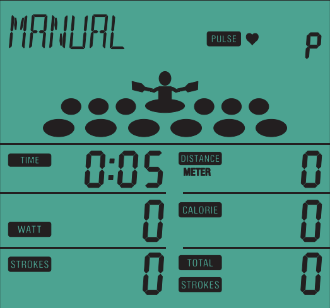 MANUAL PULSE P
TIME 0:05 DISTANCE METER 0
WATT 0 CALORIE 0
STROKES 0 TOTAL STROKES 0